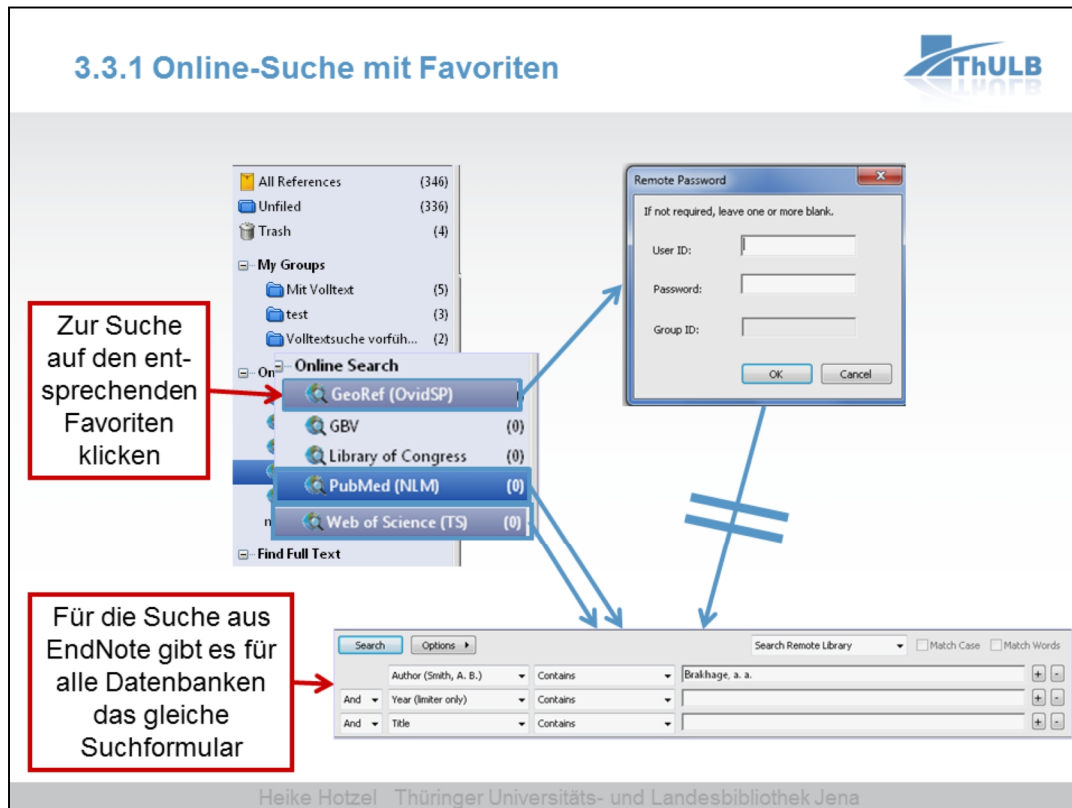 3.3.1 Online-Suche mit Favoriten
ThULB
All References (346)
Unfiled (336)
Trash (4)
My Groups
Mit Volltext (5)
test (3)
Volltextsuche vorfüh... (2)
On
Online Search
GeoRef (OvidSP)
GBV (0)
Library of Congress (0)
PubMed (NLM) (0)
Web of Science (TS) (0)
Find Full Text
Zur Suche
auf den ent-
sprechenden
Favoriten
klicken
Remote Password
If not required, leave one or more blank.
User ID:
Password:
Group ID:
OK Cancel
Für die Suche aus
EndNote gibt es für
alle Datenbanken
das gleiche
Suchformular
Search Options Search Remote Library Match Case Match Words
Author (Smith, A. B.) Contains Brakhage, a. a. + -
And Year (limiter only) Contains + -
And Title Contains + -
Heike Hotzel Thüringer Universitäts- und Landesbibliothek Jena